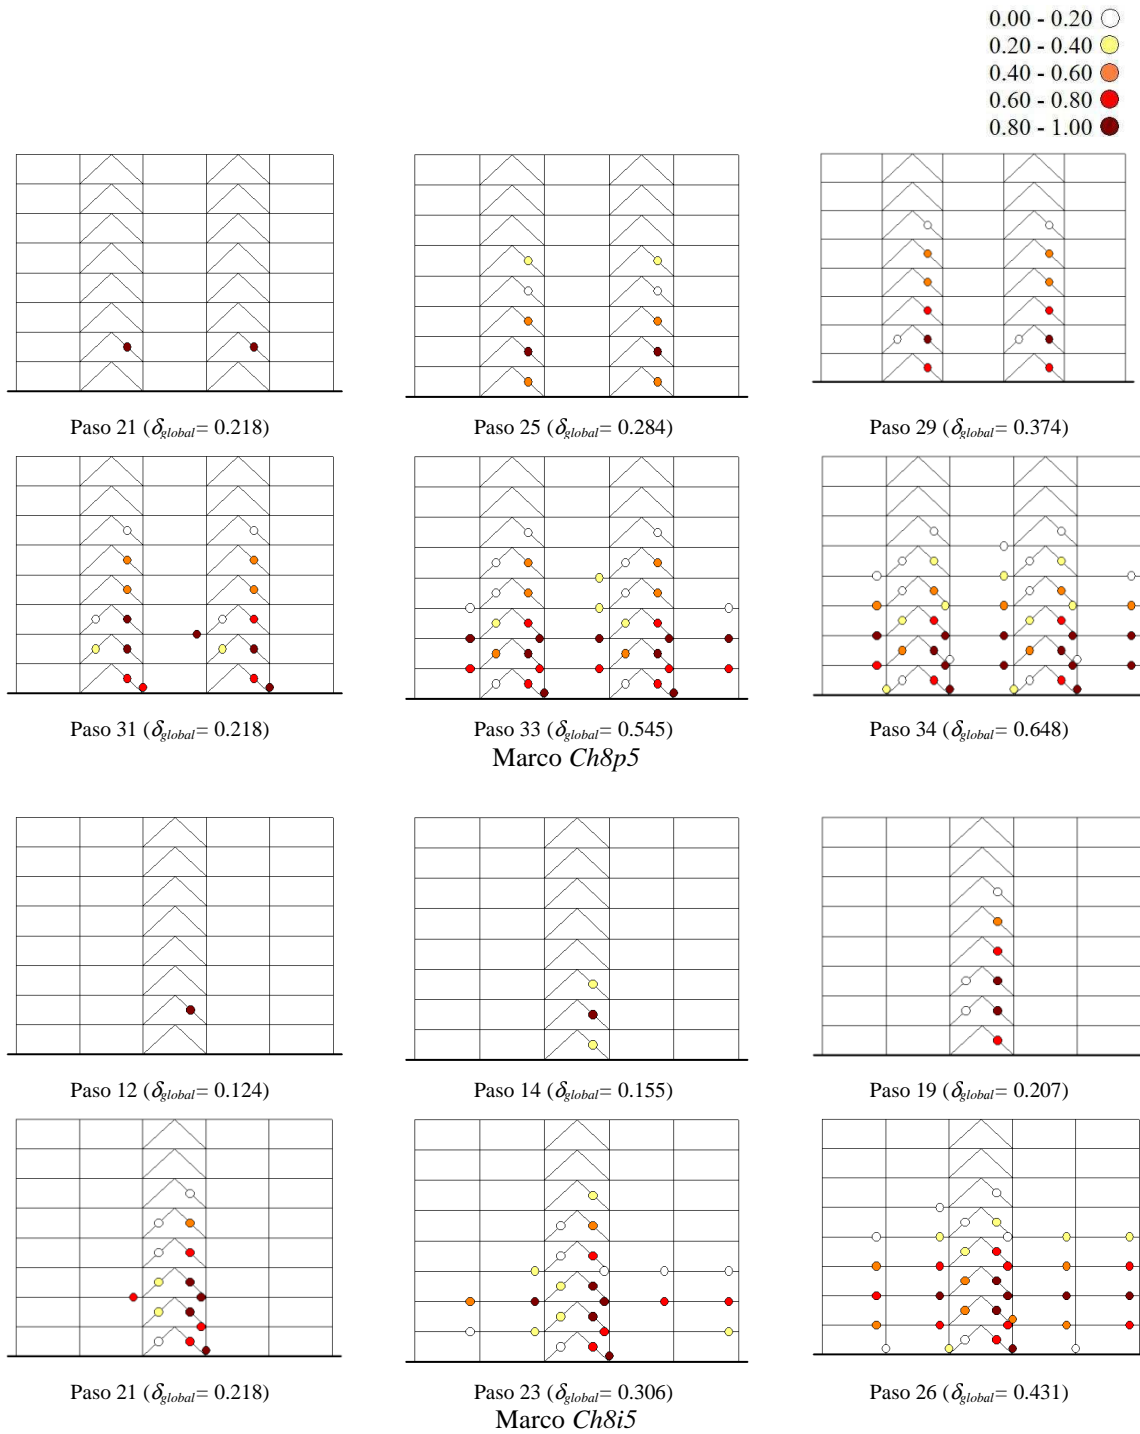 0.00 - 0.20
0.20 - 0.40
0.40 - 0.60
0.60 - 0.80
0.80 - 1.00
Paso 21 (δglobal= 0.218)
Paso 25 (δglobal= 0.284)
Paso 29 (δglobal= 0.374)
Paso 31 (δglobal= 0.218)
Paso 33 (δglobal= 0.545)
Paso 34 (δglobal= 0.648)
Marco Ch8p5
Paso 12 (δglobal= 0.124)
Paso 14 (δglobal= 0.155)
Paso 19 (δglobal= 0.207)
Paso 21 (δglobal= 0.218)
Paso 23 (δglobal= 0.306)
Paso 26 (δglobal= 0.431)
Marco Ch8i5